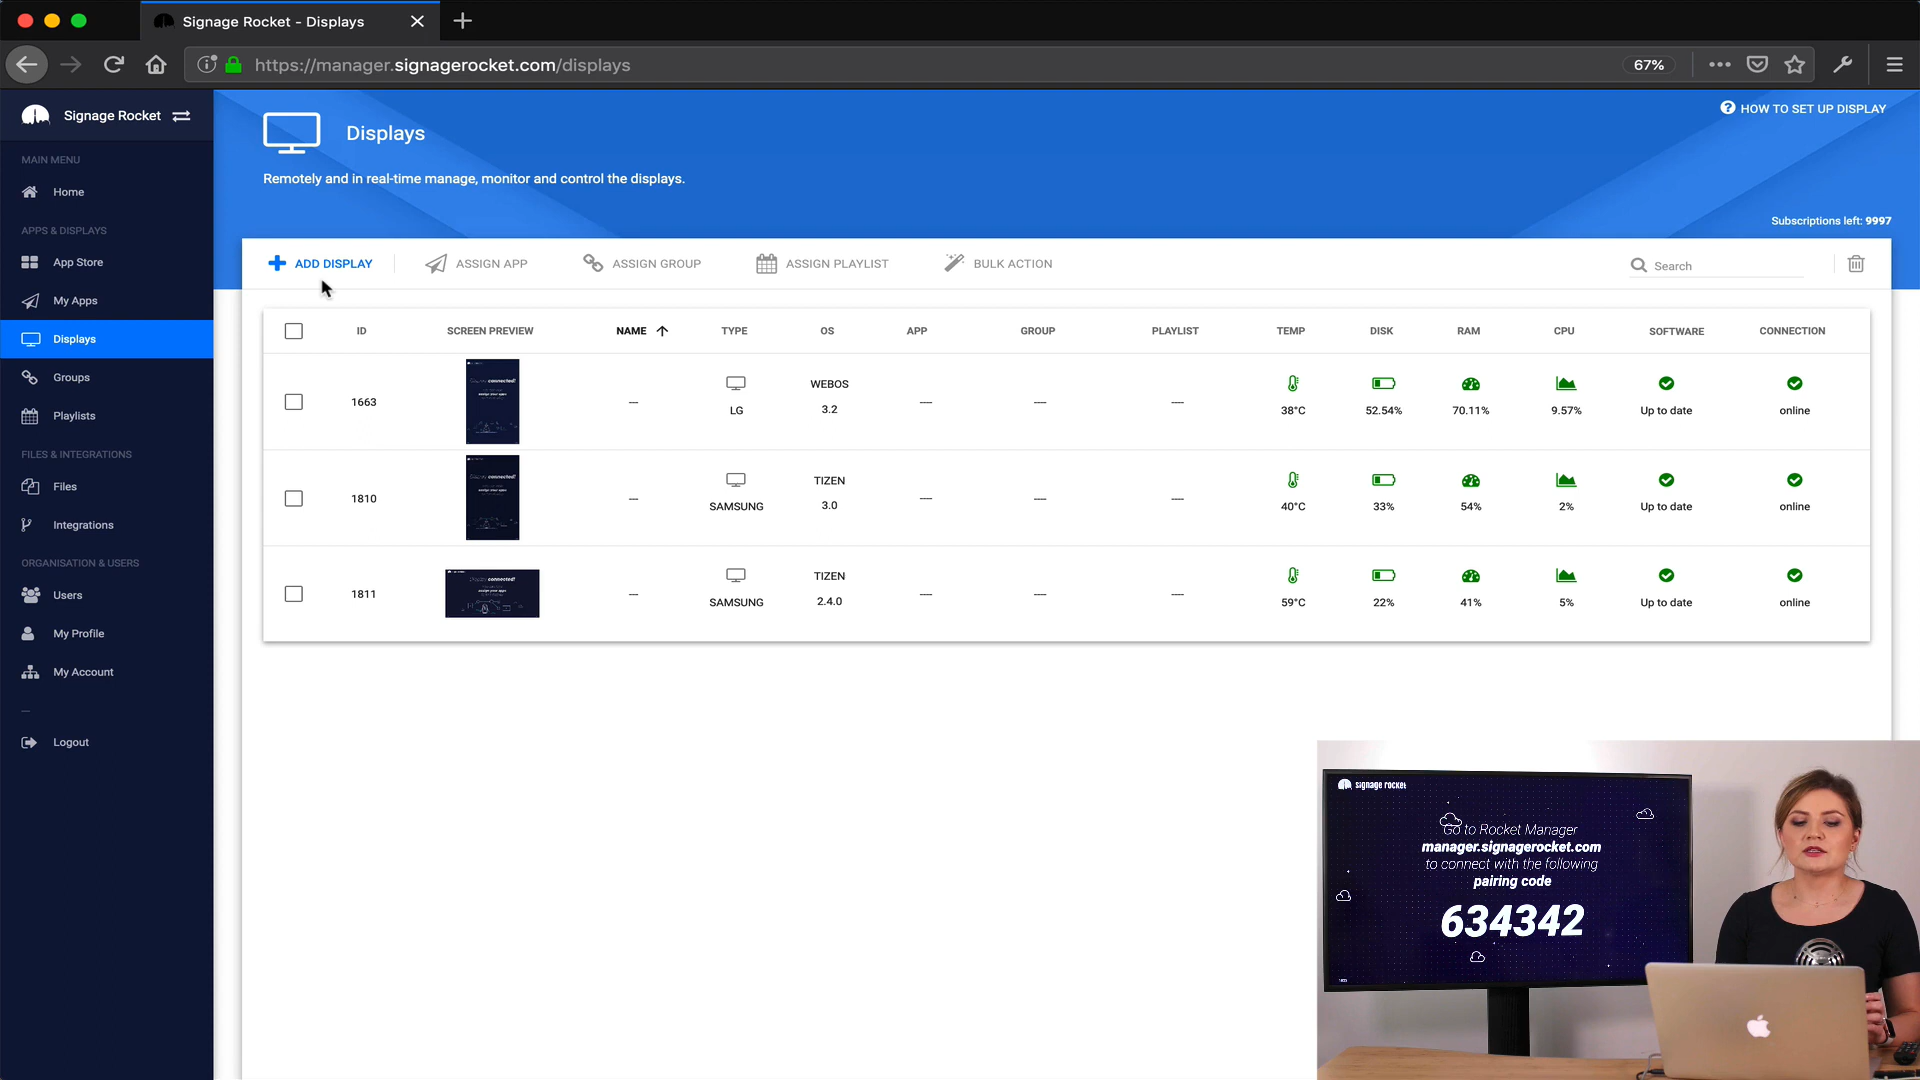 Signage Rocket - Displays
https://manager.signagerocket.com/displays
67%
Signage Rocket
MAIN MENU
Home
APPS & DISPLAYS
App Store
My Apps
Displays
Groups
Playlists
FILES & INTEGRATIONS
Files
Integrations
ORGANISATION & USERS
Users
My Profile
My Account
Logout
Displays
HOW TO SET UP DISPLAY
Remotely and in real-time manage, monitor and control the displays.
Subscriptions left: 9997
ADD DISPLAY ASSIGN APP ASSIGN GROUP ASSIGN PLAYLIST BULK ACTION Search
ID SCREEN PREVIEW NAME TYPE OS APP GROUP PLAYLIST TEMP DISK RAM CPU SOFTWARE CONNECTION
1663 --- LG WEBOS 3.2 ---- ---- ---- 38°C 52.54% 70.11% 9.57% Up to date online
1810 --- SAMSUNG TIZEN 3.0 ---- ---- ---- 40°C 33% 54% 2% Up to date online
1811 --- SAMSUNG TIZEN 2.4.0 ---- ---- ---- 59°C 22% 41% 5% Up to date online
signage rocket
Go to Rocket Manager
manager.signagerocket.com
to connect with the following
pairing code
634342